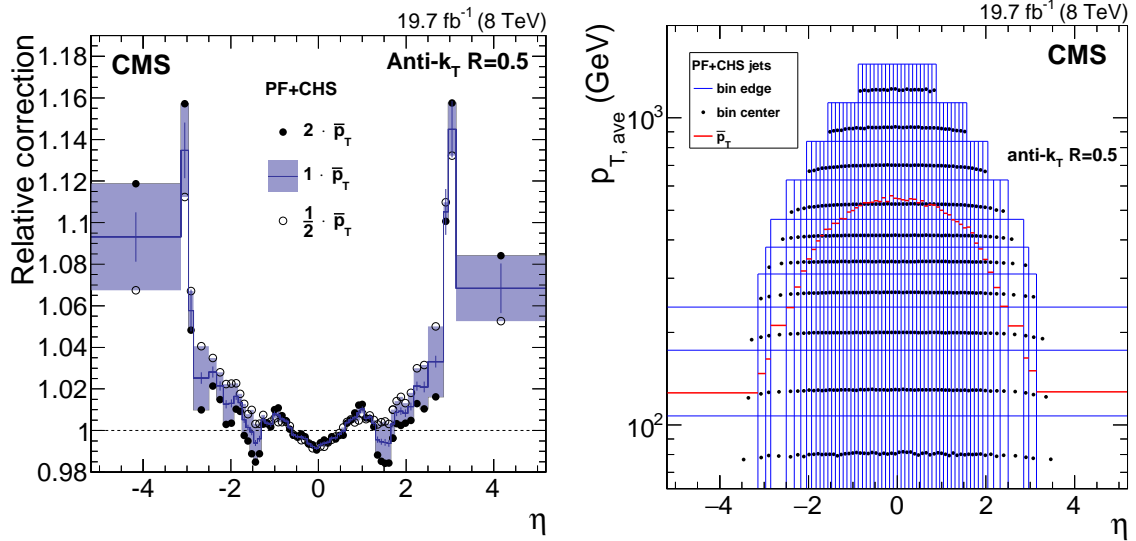 19.7 fb⁻¹ (8 TeV)
CMS
Anti-k_T R=0.5
PF+CHS
2 · p̅_T
1 · p̅_T
1/2 · p̅_T
Relative correction
1.18
1.16
1.14
1.12
1.1
1.08
1.06
1.04
1.02
1
0.98
-4 -2 0 2 4
η
19.7 fb⁻¹ (8 TeV)
CMS
PF+CHS jets
bin edge
bin center
p̅_T
anti-k_T R=0.5
p_T, ave (GeV)
10³
10²
−4 −2 0 2 4
η